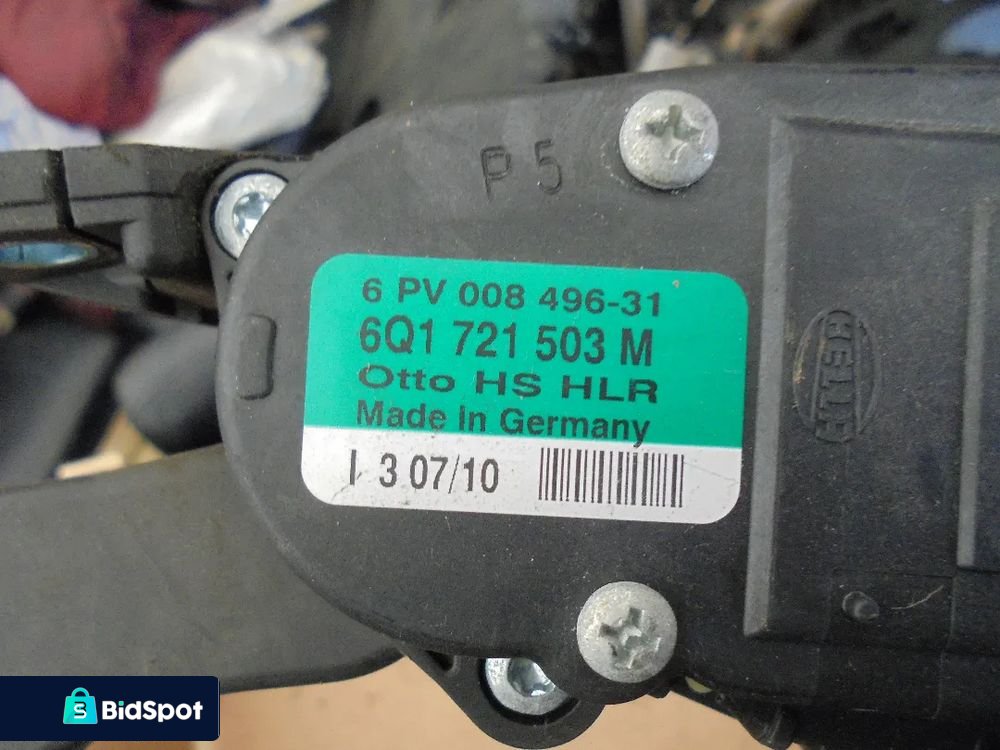 P 5
6 PV 008 496-31
6Q1 721 503 M
Otto HS HLR
Made In Germany
I 3 07/10
HELLA
BidSpot